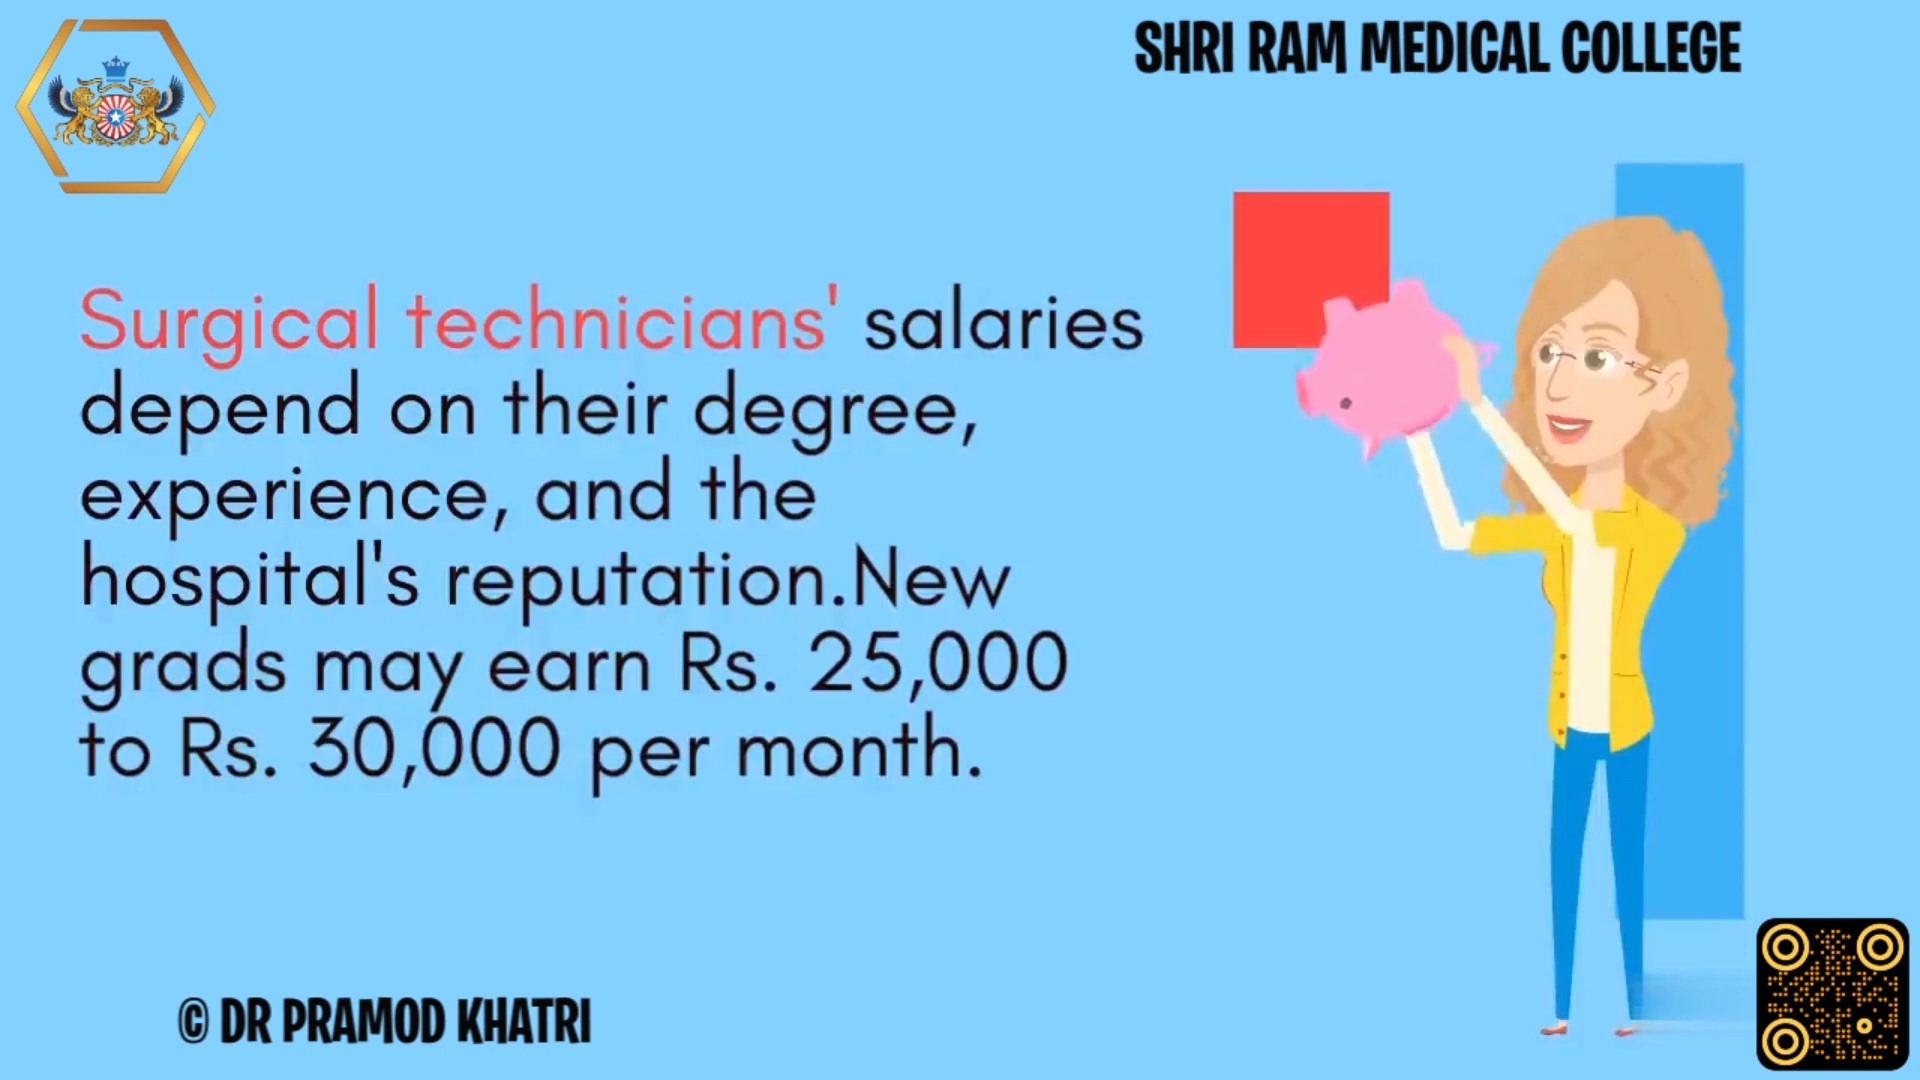 SHRI RAM MEDICAL COLLEGE
Surgical technicians' salaries
depend on their degree,
experience, and the
hospital's reputation.New
grads may earn Rs. 25,000
to Rs. 30,000 per month.
© DR PRAMOD KHATRI